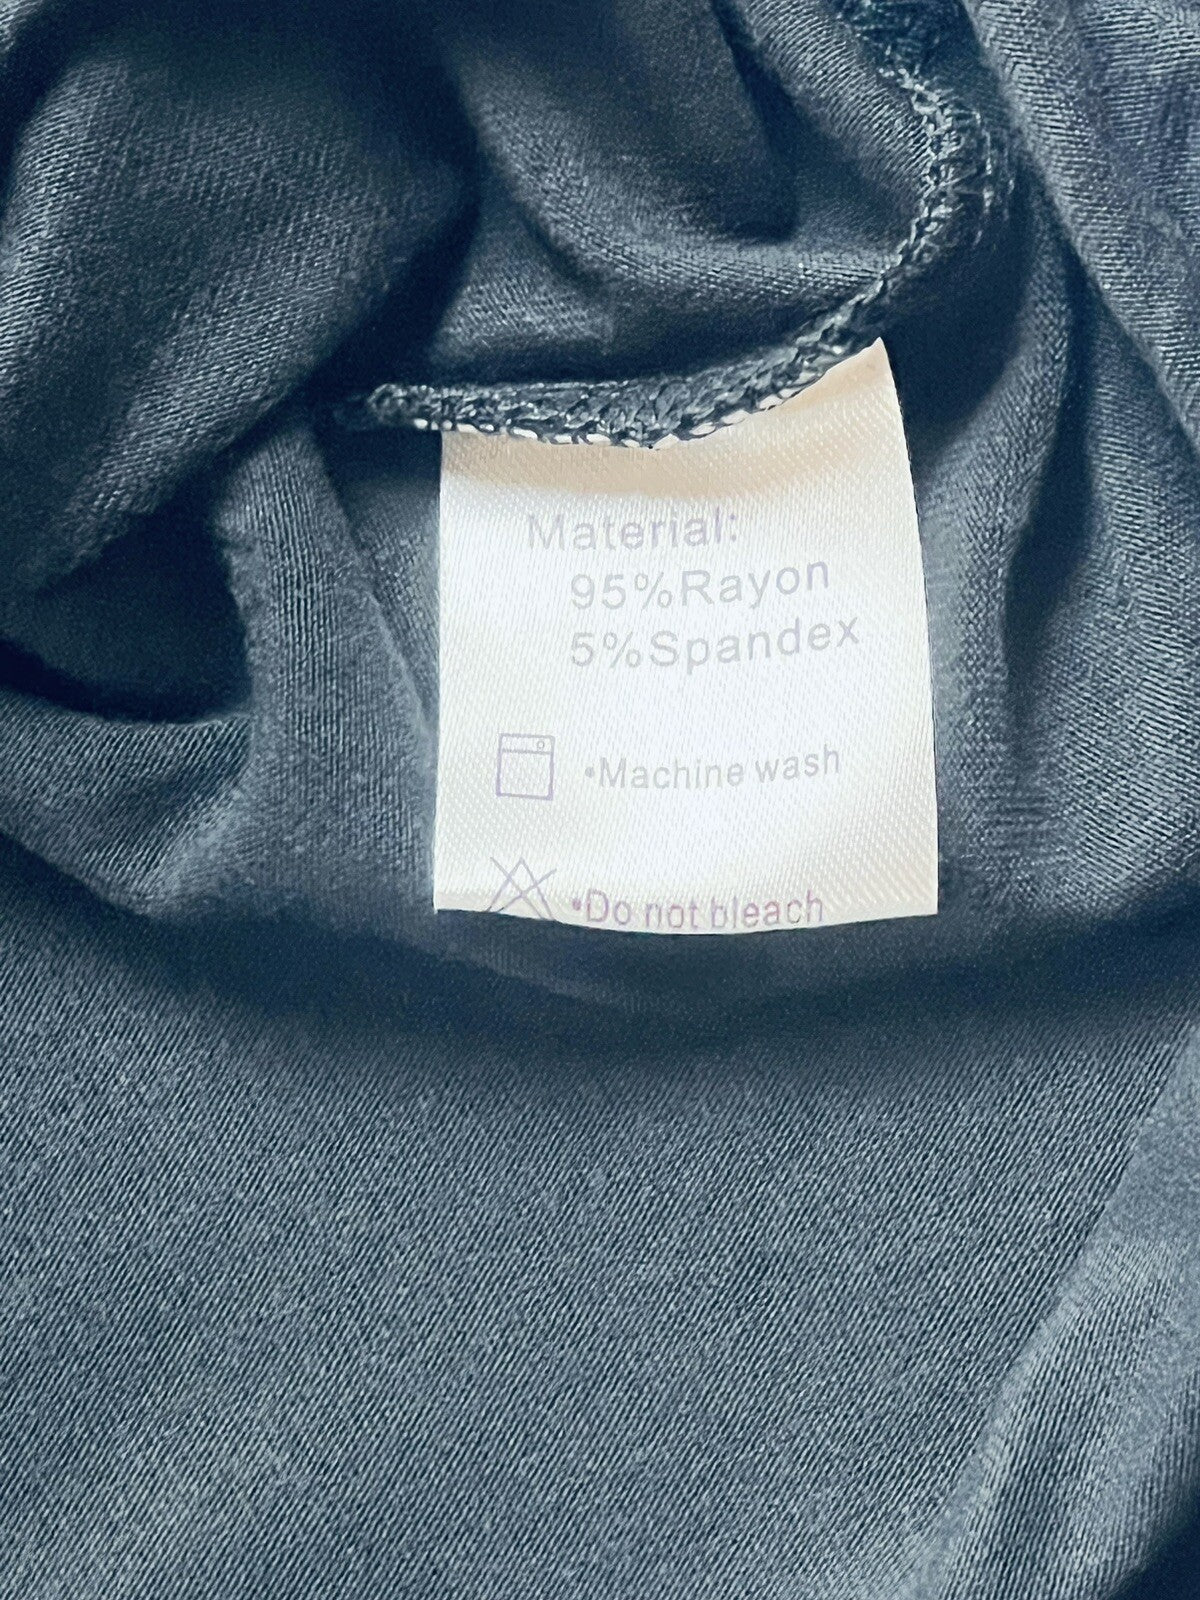 Material:
95%Rayon
5%Spandex
•Machine wash
•Do not bleach